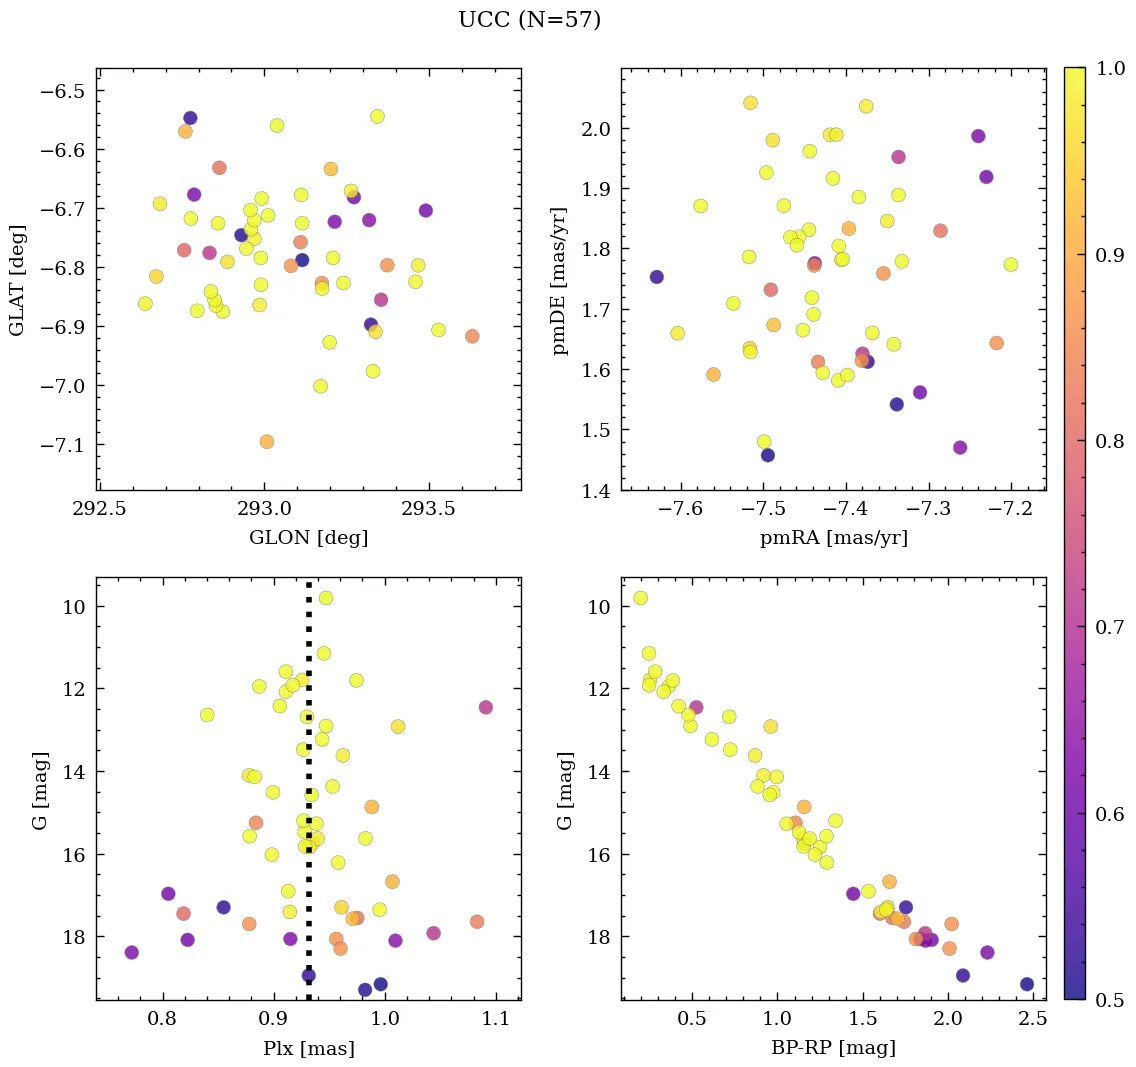 UCC (N=57)
−6.5
−6.6
−6.7
−6.8
−6.9
−7.0
−7.1
GLAT [deg]
292.5 293.0 293.5
GLON [deg]
2.0
1.9
1.8
1.7
1.6
1.5
1.4
pmDE [mas/yr]
−7.6 −7.5 −7.4 −7.3 −7.2
pmRA [mas/yr]
1.0
0.9
0.8
0.7
0.6
0.5
10
12
14
16
18
G [mag]
0.8 0.9 1.0 1.1
Plx [mas]
10
12
14
16
18
G [mag]
0.5 1.0 1.5 2.0 2.5
BP-RP [mag]